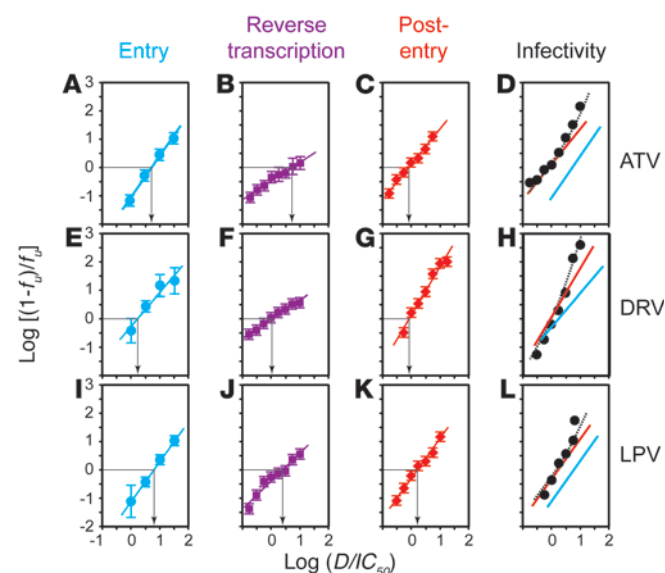 Entry
Reverse transcription
Post-entry
Infectivity
A B C D
3 2 1 0 -1
ATV
E F G H
3 2 1 0 -1
DRV
I J K L
3 2 1 0 -1 -2
LPV
Log [(1-fu)/fu]
-1 0 1 2 0 1 2 0 1 2 0 1 2
Log (D/IC50)